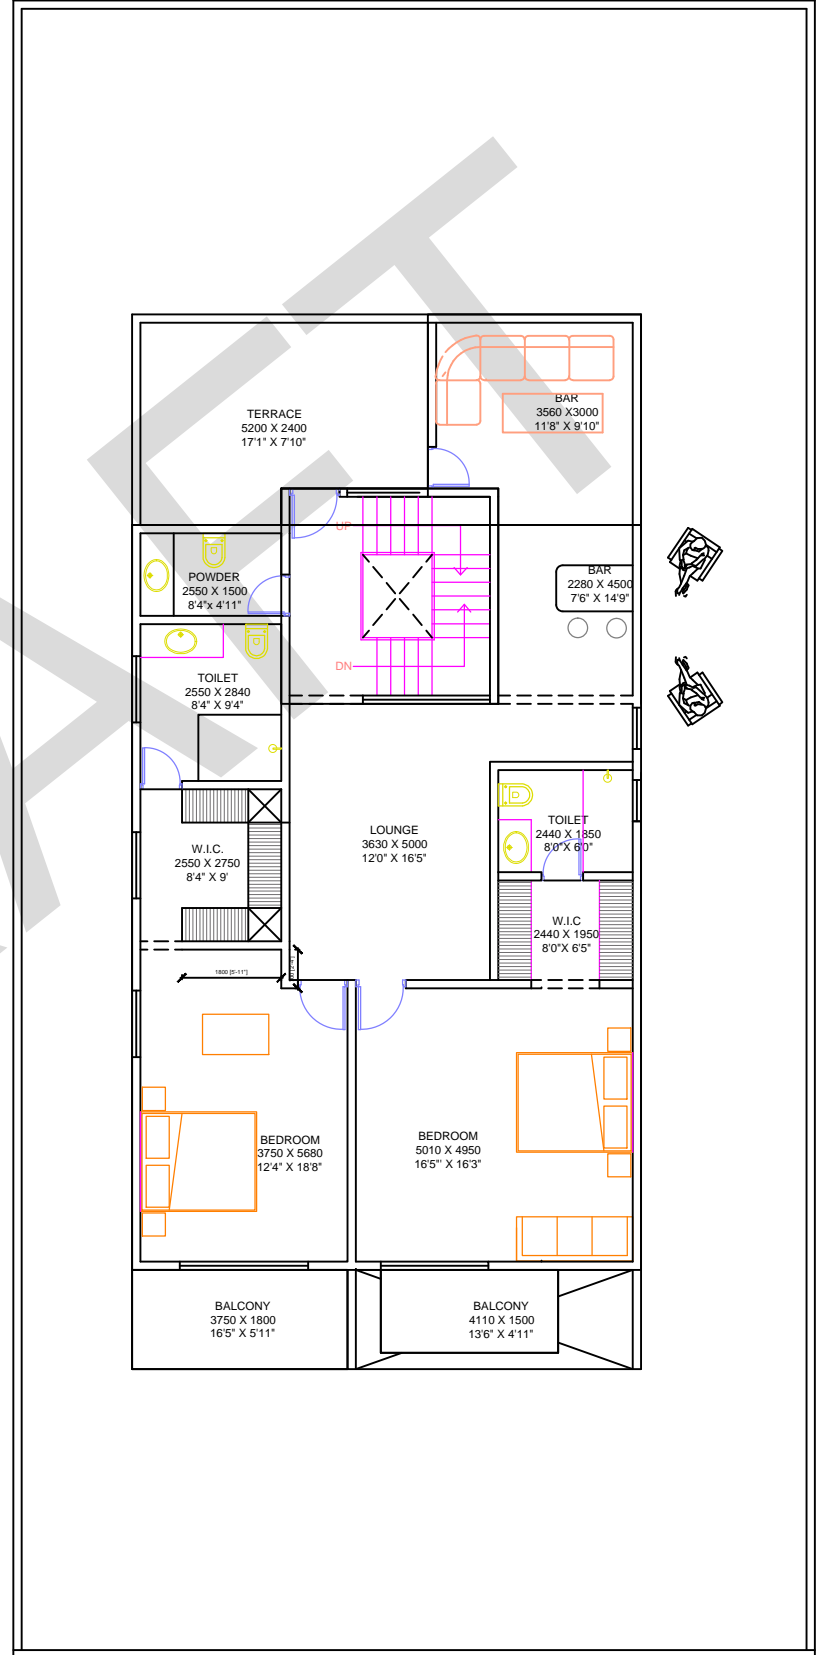 TERRACE
5200 X 2400
17'1" X 7'10"
BAR
3560 X3000
11'8" X 9'10"
UP
POWDER
2550 X 1500
8'4"x 4'11"
BAR
2280 X 4500
7'6" X 14'9"
DN
TOILET
2550 X 2840
8'4" X 9'4"
LOUNGE
3630 X 5000
12'0" X 16'5"
TOILET
2440 X 1850
8'0"X 6'0"
W.I.C.
2550 X 2750
8'4" X 9'
W.I.C
2440 X 1950
8'0"X 6'5"
1800 [5'-11"]
BEDROOM
3750 X 5680
12'4" X 18'8"
BEDROOM
5010 X 4950
16'5"' X 16'3"
BALCONY
3750 X 1800
16'5" X 5'11"
BALCONY
4110 X 1500
13'6" X 4'11"
AFT